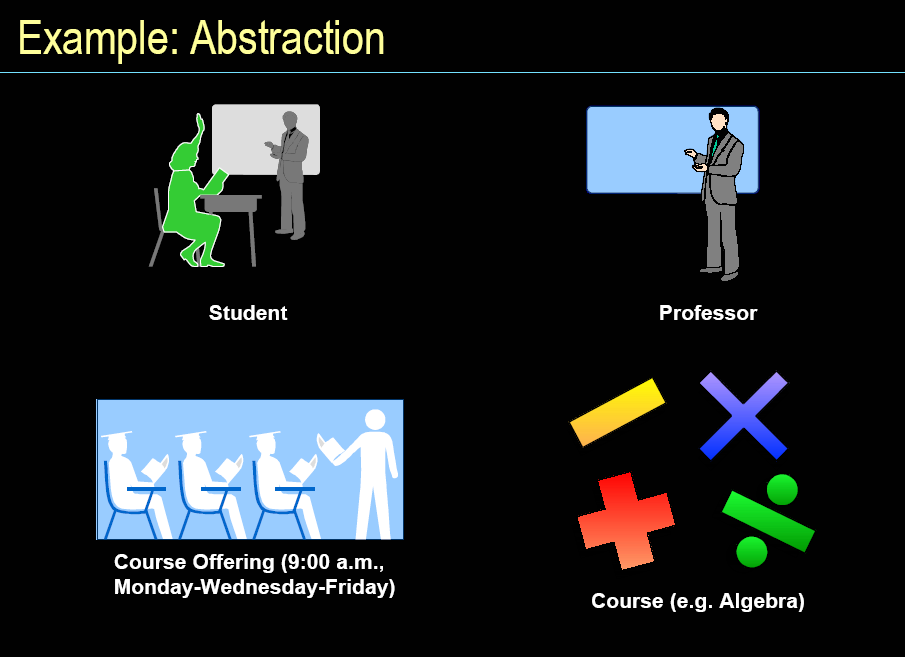 Example: Abstraction
Student
Professor
Course Offering (9:00 a.m.,
Monday-Wednesday-Friday)
Course (e.g. Algebra)